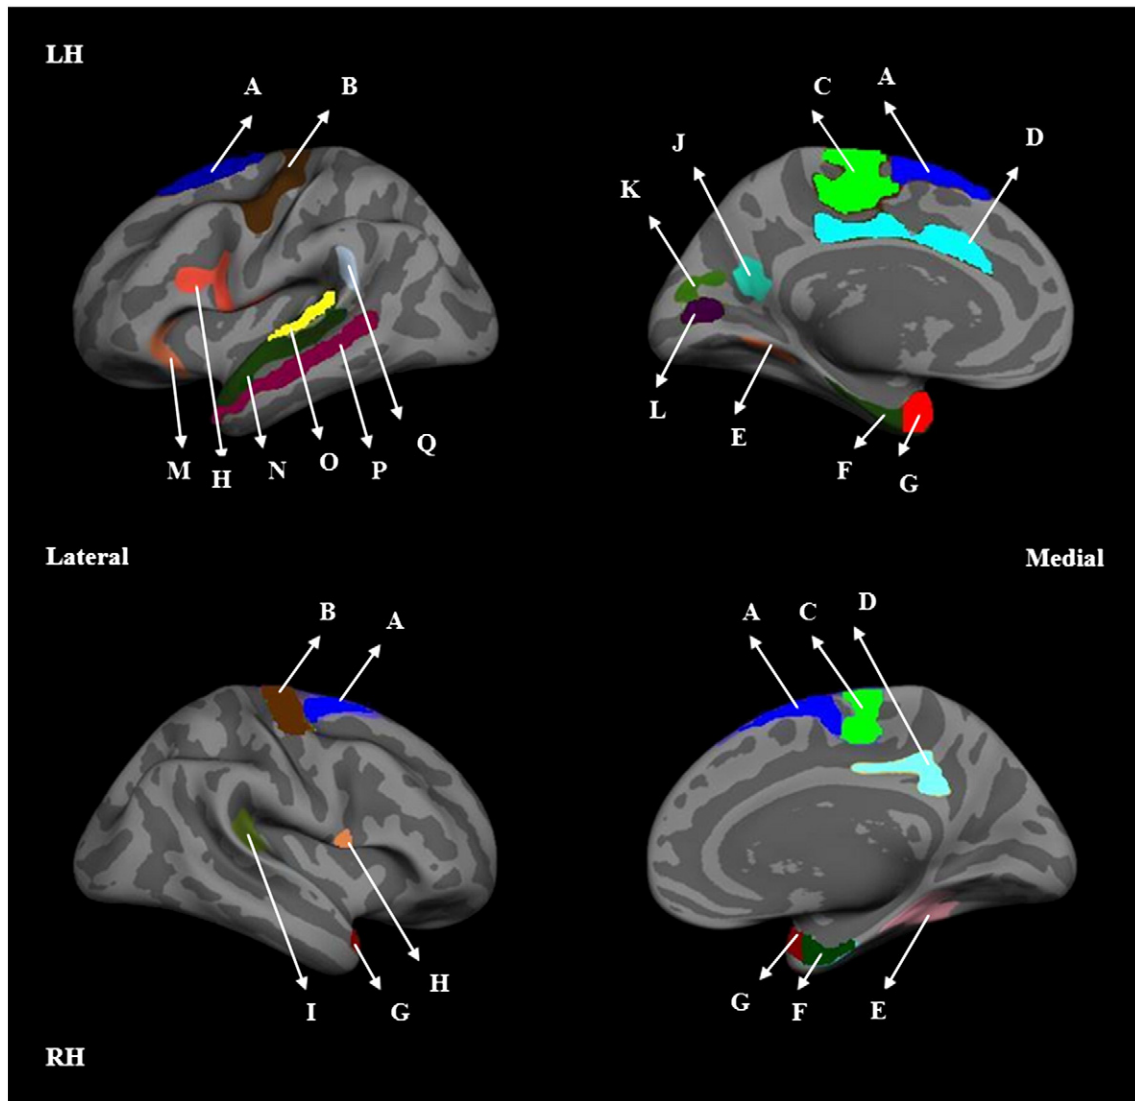 LH
A B
C A
J D
K
L E F G
M H N O P Q
Lateral
Medial
B A
A C D
I G H
G F E
RH